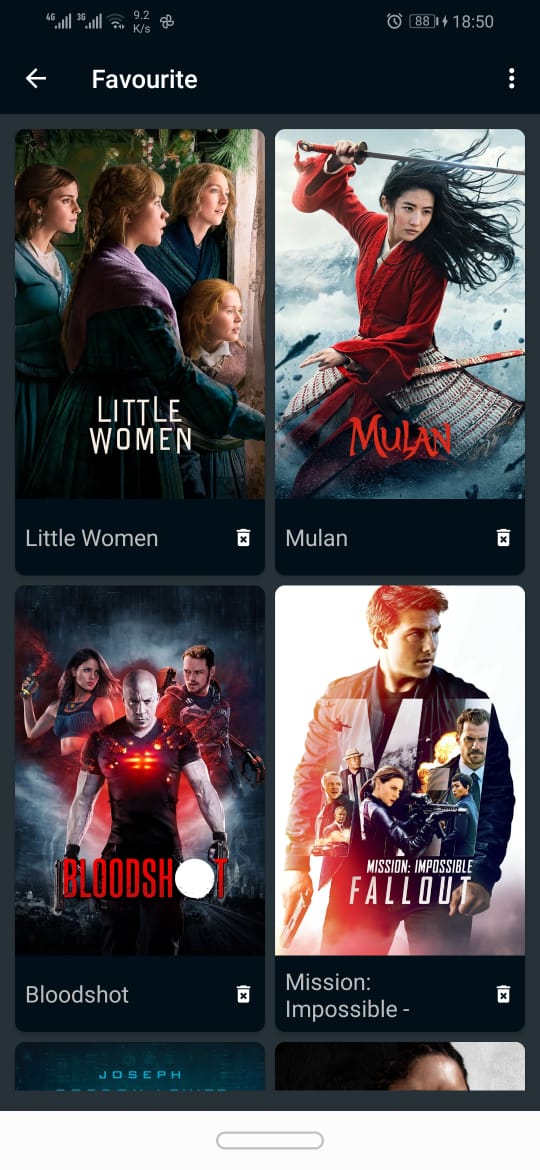 4G 3G 9.2 K/s 88 18:50
Favourite
LITTLE
WOMEN
MULAN
Little Women
Mulan
BLOODSH T
MISSION: IMPOSSIBLE
FALLOUT
Bloodshot
Mission:
Impossible -
JOSEPH